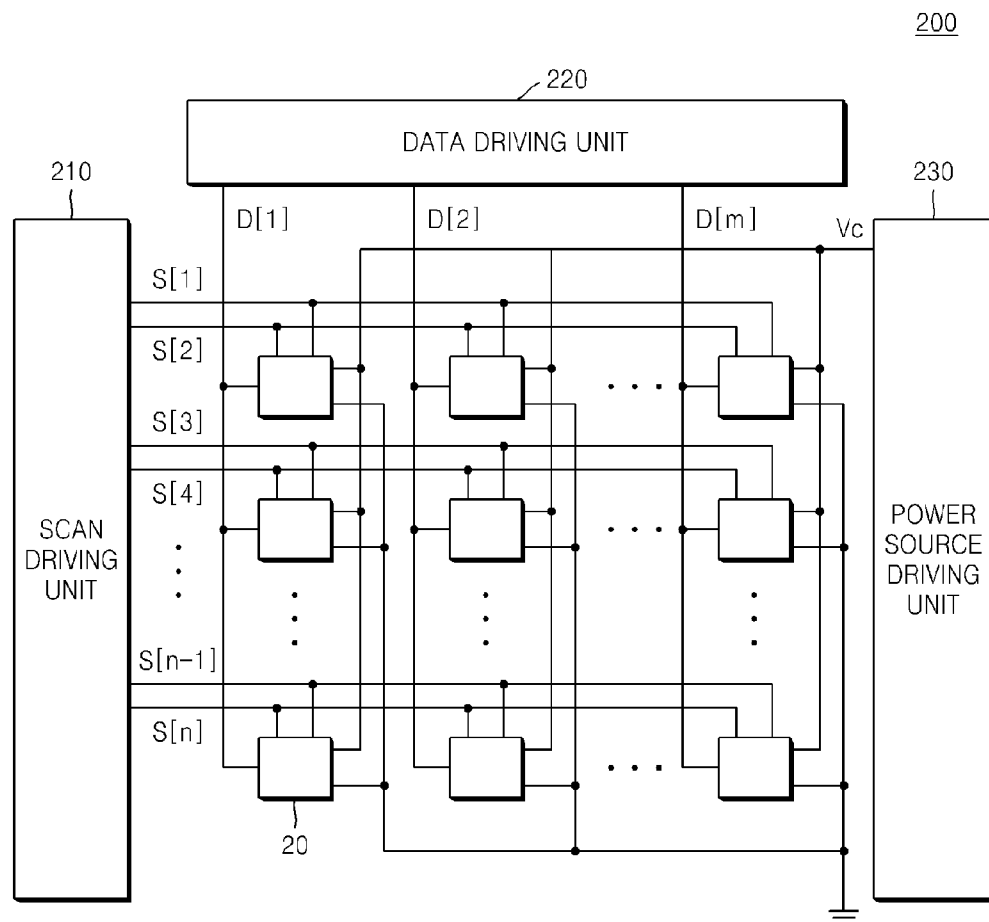 200
220
DATA DRIVING UNIT
210
230
D[1]
D[2]
D[m]
Vc
S[1]
S[2]
S[3]
S[4]
SCAN
DRIVING
UNIT
POWER
SOURCE
DRIVING
UNIT
S[n-1]
S[n]
20